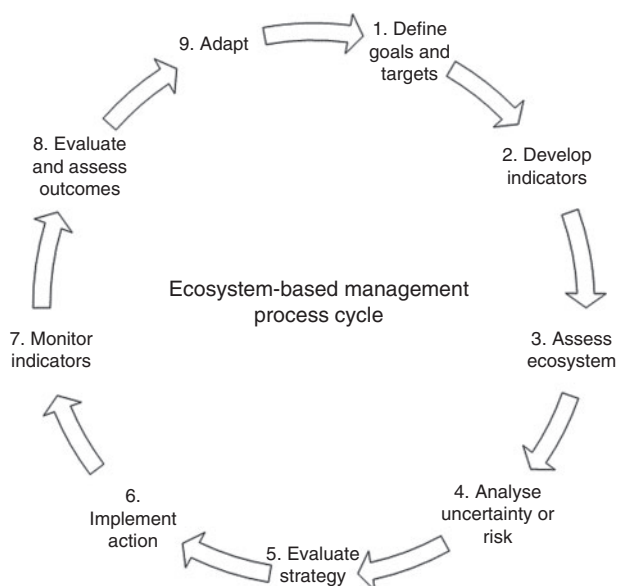 1. Define
goals and
targets
2. Develop
indicators
3. Assess
ecosystem
4. Analyse
uncertainty or
risk
5. Evaluate
strategy
6.
Implement
action
7. Monitor
indicators
8. Evaluate
and assess
outcomes
9. Adapt
Ecosystem-based management
process cycle